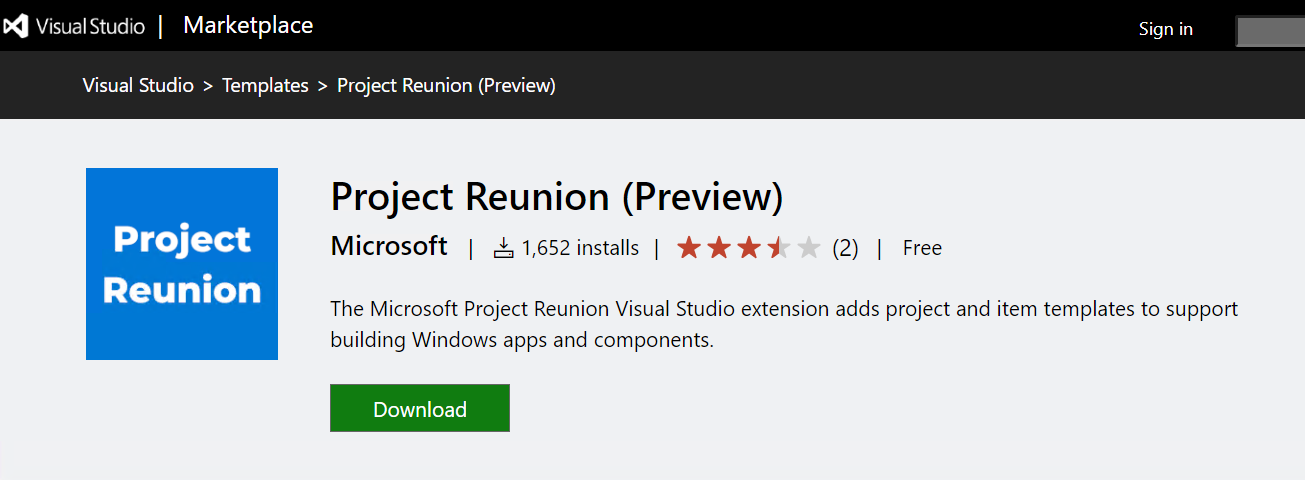 Visual Studio | Marketplace
Sign in
Visual Studio > Templates > Project Reunion (Preview)
Project
Reunion
Project Reunion (Preview)
Microsoft | 1,652 installs | (2) | Free
The Microsoft Project Reunion Visual Studio extension adds project and item templates to support
building Windows apps and components.
Download